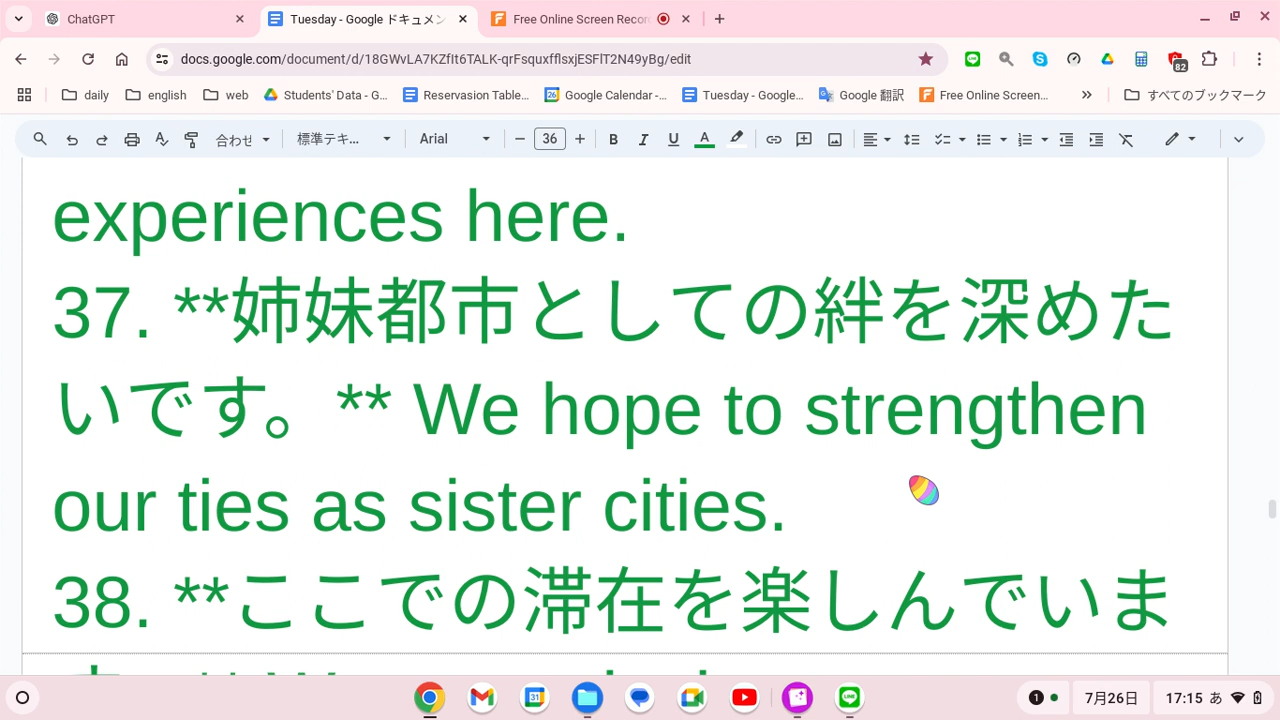 ChatGPT
Tuesday - Google ドキュメン
Free Online Screen Recor
docs.google.com/document/d/18GWvLA7KZfIt6TALK-qrFsquxfflsxjESFlT2N49yBg/edit
82
daily
english
web
Students' Data - G...
Reservasion Table...
Google Calendar -...
Tuesday - Google...
Google 翻訳
Free Online Screen...
すべてのブックマーク
合わせ
標準テキ...
Arial
36
experiences here.
37. **姉妹都市としての絆を深めた
いです。** We hope to strengthen
our ties as sister cities.
38. **ここでの滞在を楽しんでいま
1
7月26日
17:15 あ